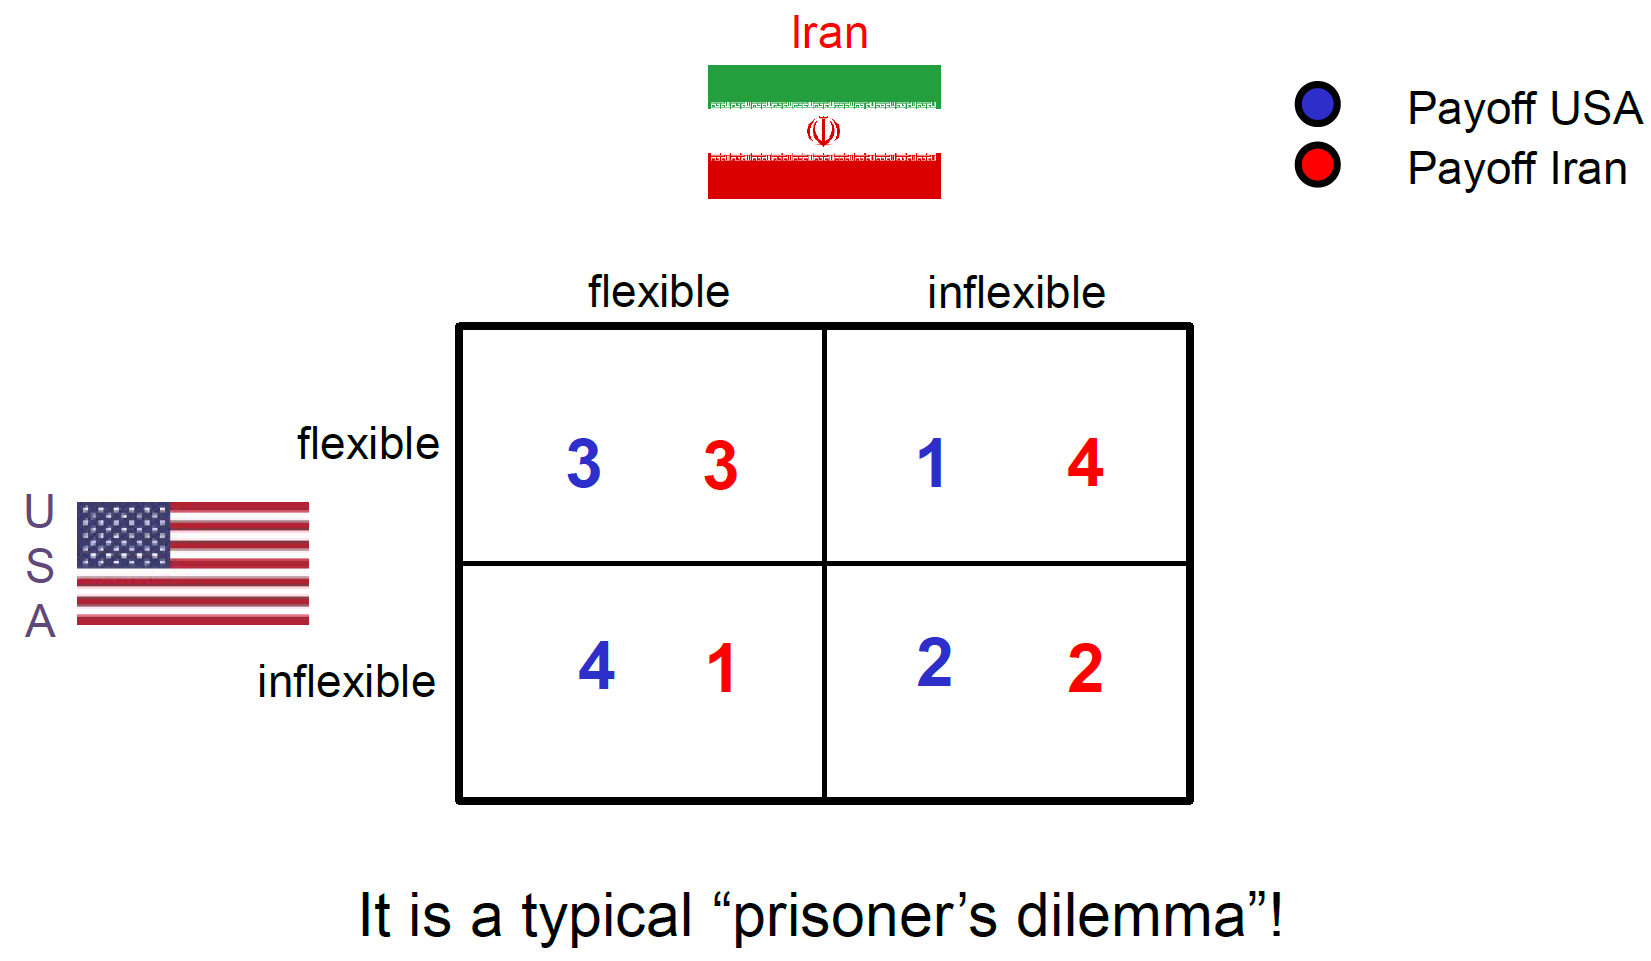 Iran
Payoff USA
Payoff Iran
flexible inflexible
flexible
3 3 1 4
U
S
A
inflexible
4 1 2 2
It is a typical “prisoner’s dilemma”!